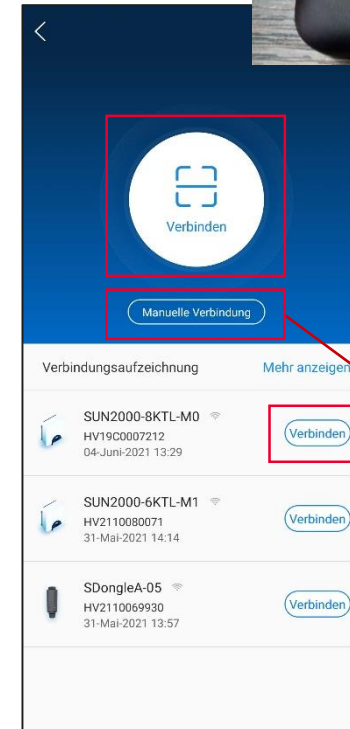 Verbinden
Manuelle Verbindung
Verbindungsaufzeichnung Mehr anzeigen
SUN2000-8KTL-M0
HV19C0007212 Verbinden
04-Juni-2021 13:29
SUN2000-6KTL-M1
HV2110080071 Verbinden
31-Mai-2021 14:14
SDongleA-05
HV2110069930 Verbinden
31-Mai-2021 13:57